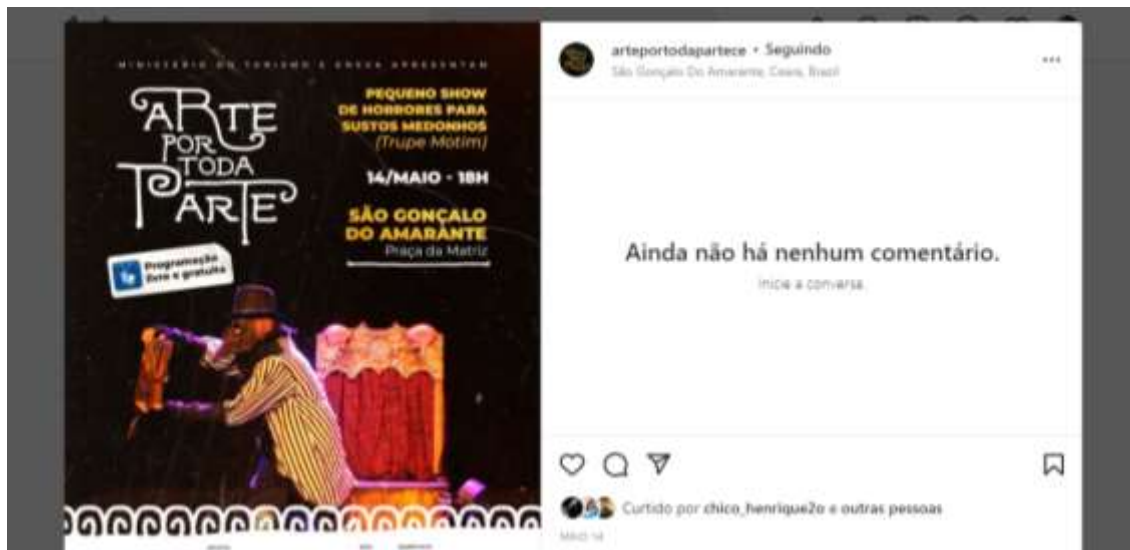 MINISTÉRIO DO TURISMO E ENEVA APRESENTAM
ARTE
POR
TODA
PARTE
PEQUENO SHOW
DE HORRORES PARA
SUSTOS MEDONHOS
(Trupe Motim)
14/MAIO - 18H
SÃO GONÇALO
DO AMARANTE
Praça da Matriz
Programação
livre e gratuita
arteportodapartece • Seguindo
São Gonçalo Do Amarante, Ceara, Brazil
Ainda não há nenhum comentário.
Inicie a conversa.
Curtido por chico_henrique2o e outras pessoas
MAIO 14